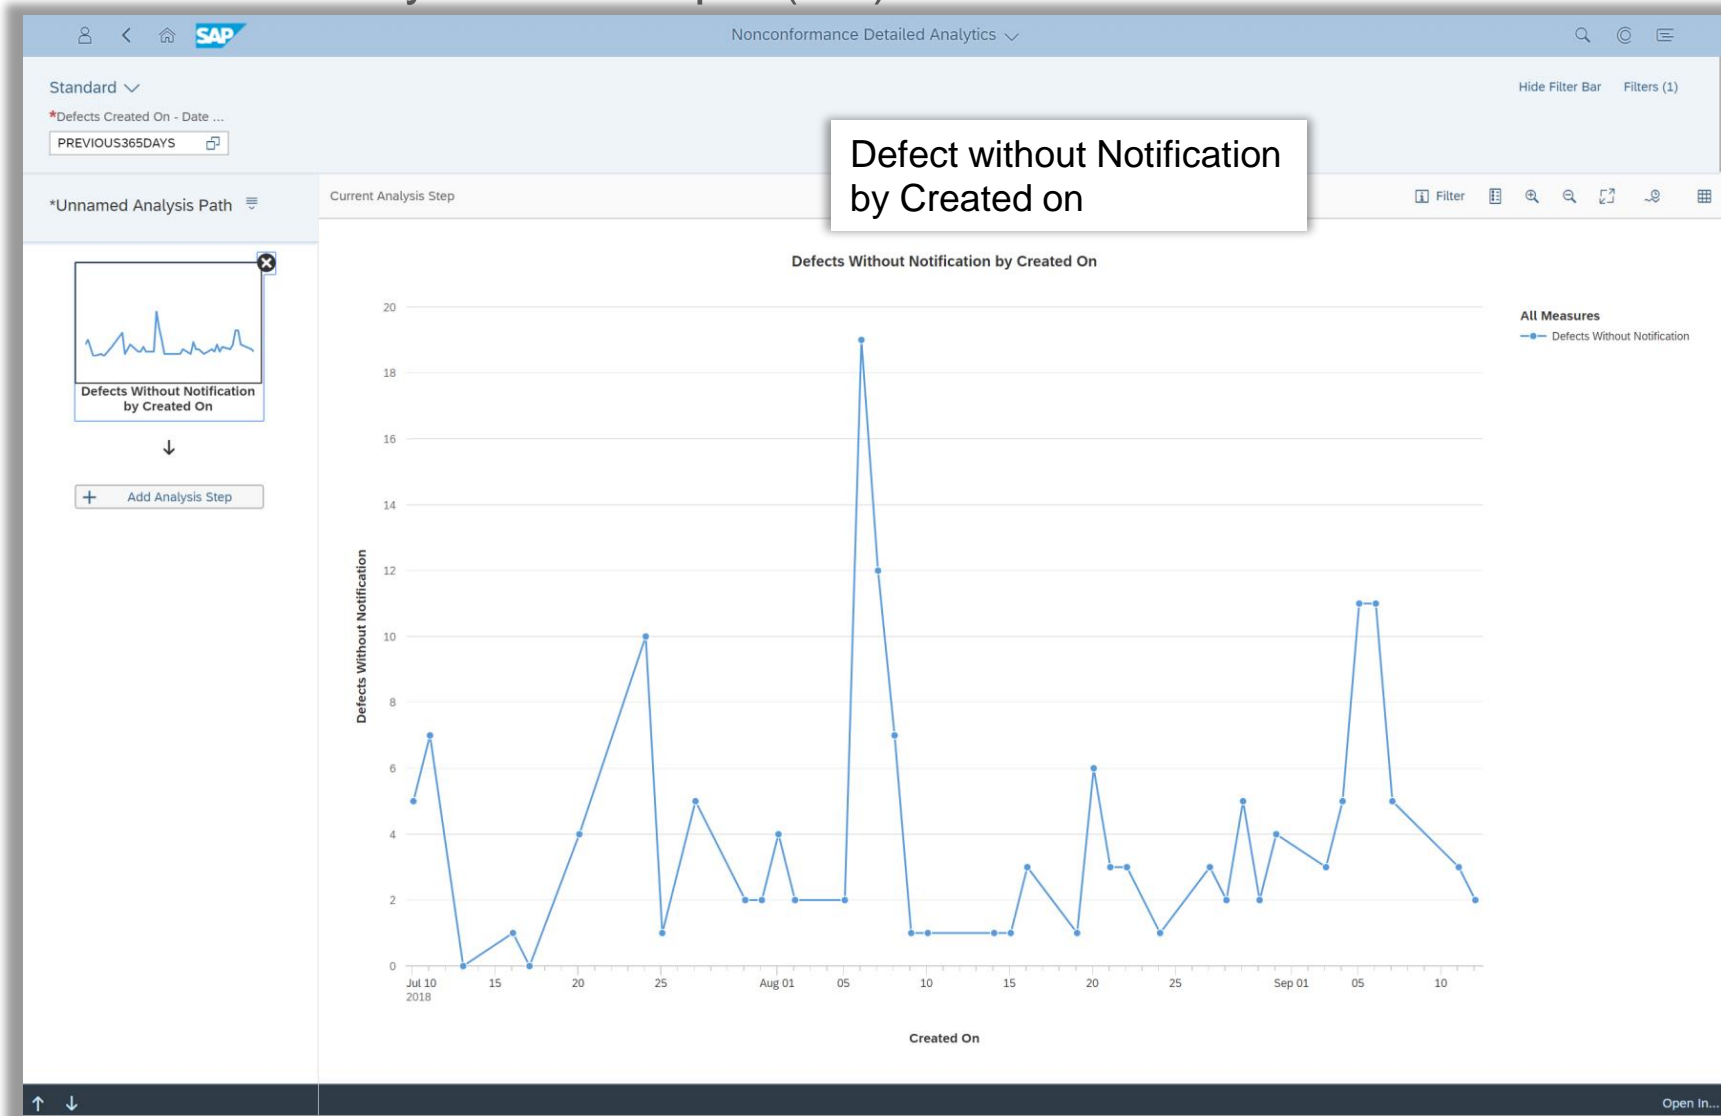 SAP
Nonconformance Detailed Analytics
Standard
Hide Filter Bar Filters (1)
*Defects Created On - Date ...
PREVIOUS365DAYS
Defect without Notification
by Created on
*Unnamed Analysis Path
Current Analysis Step
Filter
Defects Without Notification
by Created On
Add Analysis Step
Defects Without Notification by Created On
All Measures
Defects Without Notification
20
18
16
14
12
10
8
6
4
2
0
Defects Without Notification
Jul 10 15 20 25 Aug 01 05 10 15 20 25 Sep 01 05 10
2018
Created On
Open In...